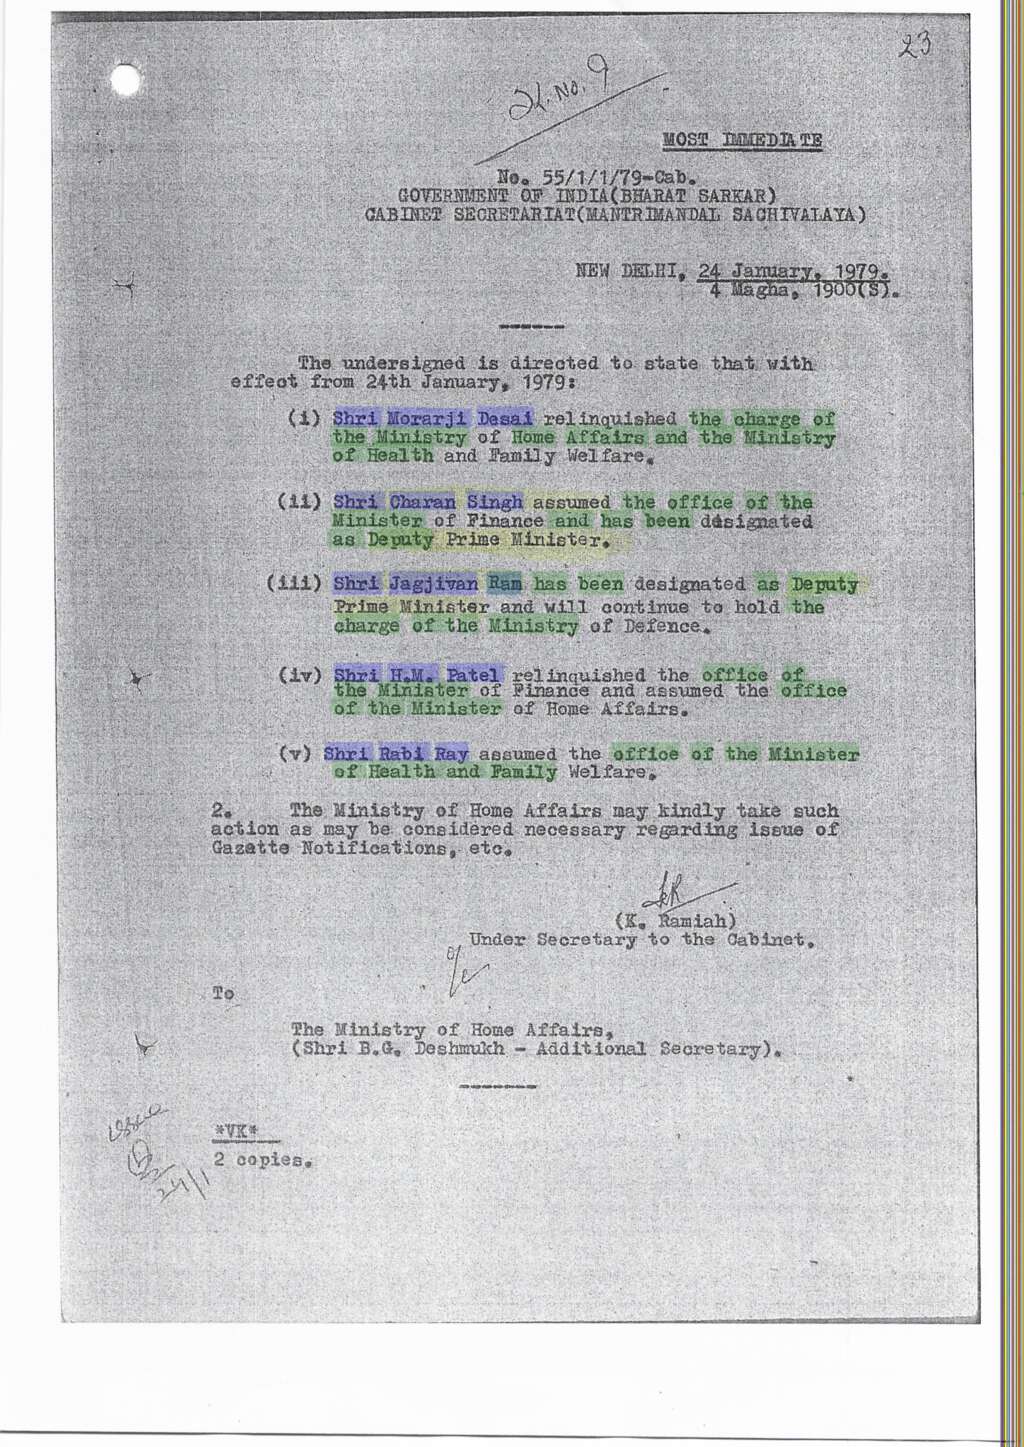 23
Sl. No. 9
MOST IMMEDIATE
No. 55/1/1/79-Cab.
GOVERNMENT OF INDIA(BHARAT SARKAR)
CABINET SECRETARIAT(MANTRIMANDAL SACHIVALAYA)
NEW DELHI, 24 January, 1979.
4 Magha, 1900(S).
The undersigned is directed to state that with
effect from 24th January, 1979:
(i) Shri Morarji Desai relinquished the charge of
the Ministry of Home Affairs and the Ministry
of Health and Family Welfare.
(ii) Shri Charan Singh assumed the office of the
Minister of Finance and has been designated
as Deputy Prime Minister.
(iii) Shri Jagjivan Ram has been designated as Deputy
Prime Minister and will continue to hold the
charge of the Ministry of Defence.
(iv) Shri H.M. Patel relinquished the office of
the Minister of Finance and assumed the office
of the Minister of Home Affairs.
(v) Shri Rabi Ray assumed the office of the Minister
of Health and Family Welfare.
2. The Ministry of Home Affairs may kindly take such
action as may be considered necessary regarding issue of
Gazette Notifications, etc.
(K. Ramiah)
Under Secretary to the Cabinet.
To
The Ministry of Home Affairs,
(Shri B.G. Deshmukh - Additional Secretary).
issue
24/1
*VK*
2 copies.